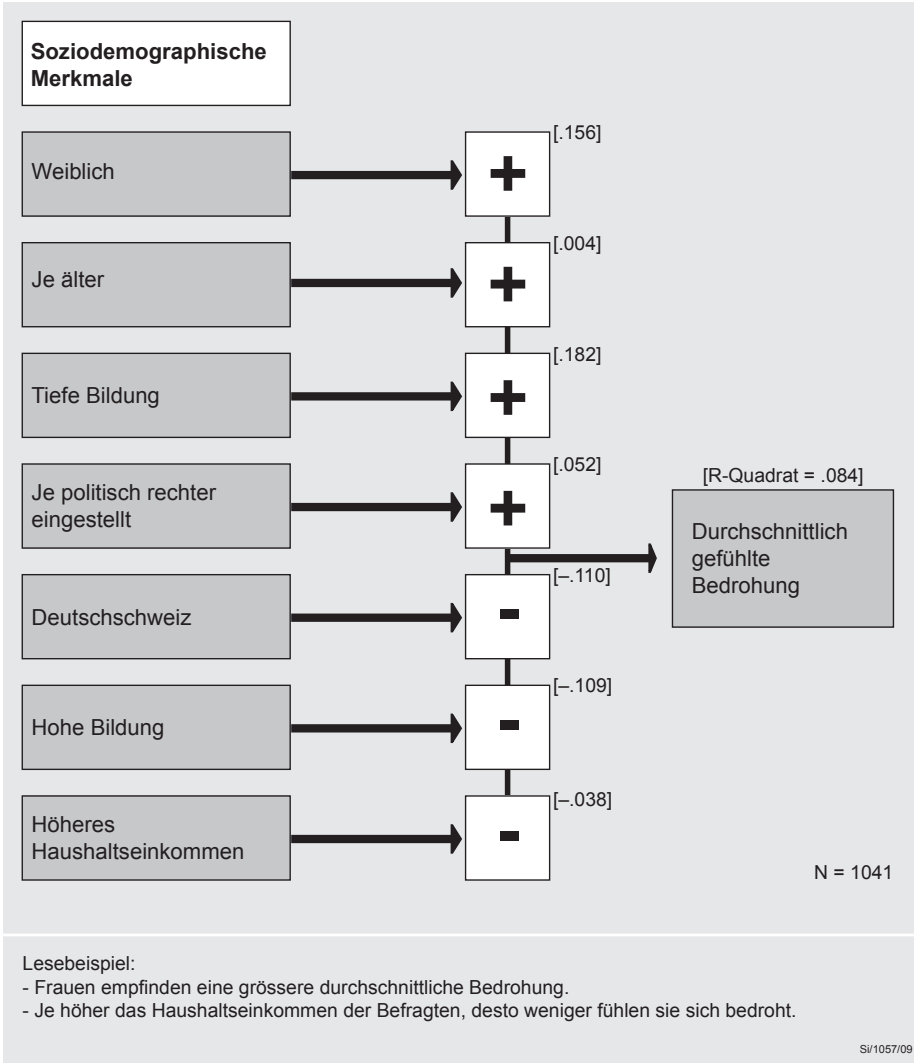 Soziodemographische
Merkmale
Weiblich
+
[.156]
Je älter
+
[.004]
Tiefe Bildung
+
[.182]
Je politisch rechter
eingestellt
+
[.052]
[R-Quadrat = .084]
Durchschnittlich
gefühlte
Bedrohung
Deutschschweiz
-
[–.110]
Hohe Bildung
-
[–.109]
Höheres
Haushaltseinkommen
-
[–.038]
N = 1041
Lesebeispiel:
- Frauen empfinden eine grössere durchschnittliche Bedrohung.
- Je höher das Haushaltseinkommen der Befragten, desto weniger fühlen sie sich bedroht.
Si/1057/09